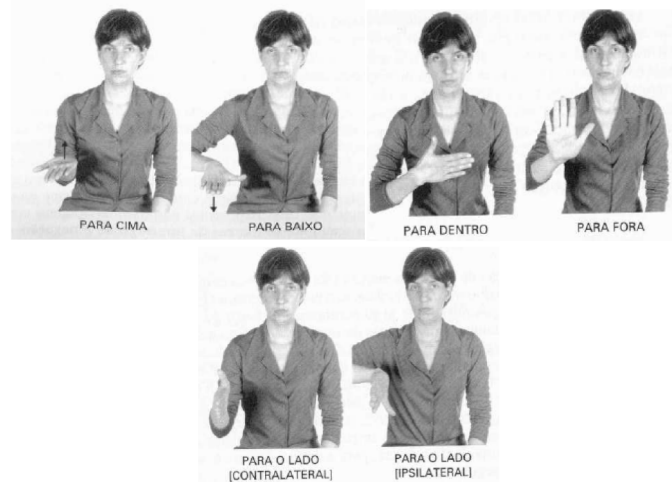 PARA CIMA
PARA BAIXO
PARA DENTRO
PARA FORA
PARA O LADO
[CONTRALATERAL]
PARA O LADO
[IPSILATERAL]